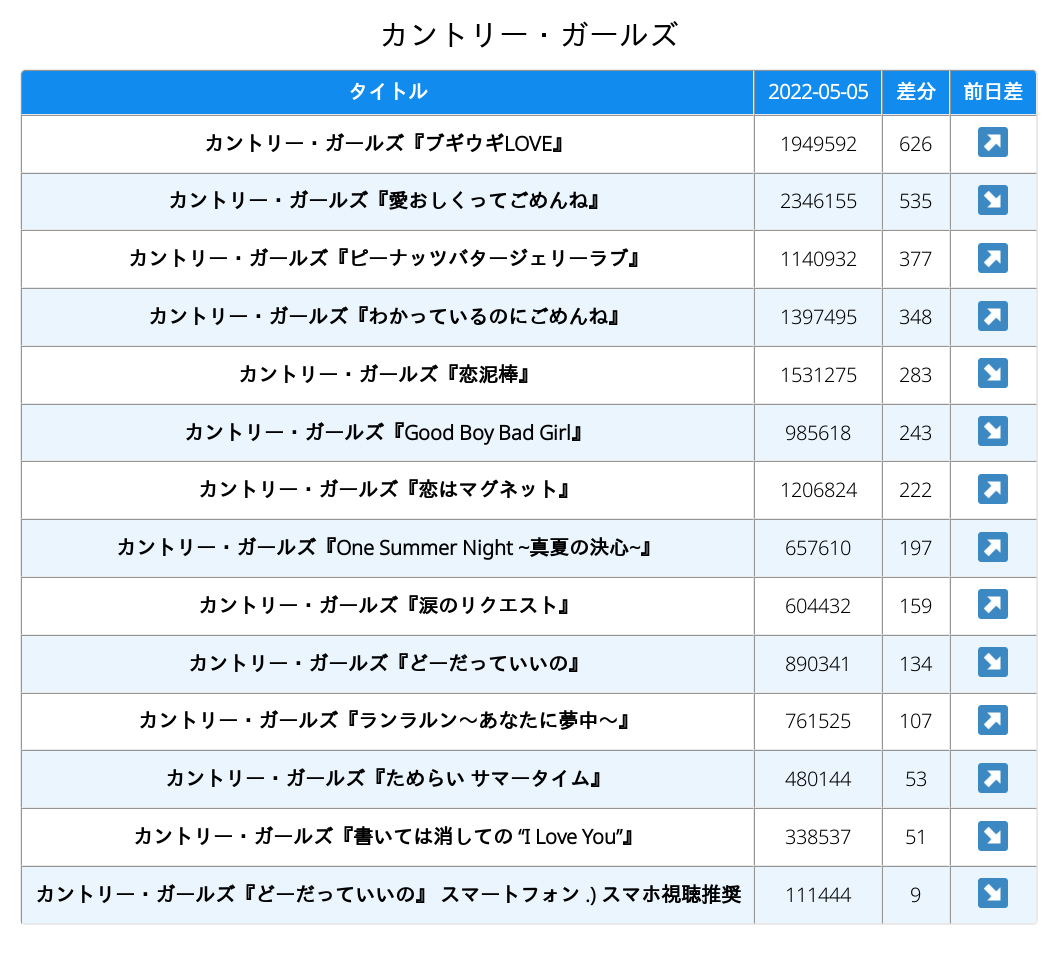 カントリー・ガールズ
タイトル 2022-05-05 差分 前日差
カントリー・ガールズ『ブギウギLOVE』 1949592 626 ↗
カントリー・ガールズ『愛おしくってごめんね』 2346155 535 ↘
カントリー・ガールズ『ピーナッツバタージェリーラブ』 1140932 377 ↗
カントリー・ガールズ『わかっているのにごめんね』 1397495 348 ↗
カントリー・ガールズ『恋泥棒』 1531275 283 ↘
カントリー・ガールズ『Good Boy Bad Girl』 985618 243 ↘
カントリー・ガールズ『恋はマグネット』 1206824 222 ↗
カントリー・ガールズ『One Summer Night ~真夏の決心~』 657610 197 ↗
カントリー・ガールズ『涙のリクエスト』 604432 159 ↗
カントリー・ガールズ『どーだっていいの』 890341 134 ↘
カントリー・ガールズ『ランラルン～あなたに夢中～』 761525 107 ↗
カントリー・ガールズ『ためらい サマータイム』 480144 53 ↗
カントリー・ガールズ『書いては消しての “I Love You”』 338537 51 ↘
カントリー・ガールズ『どーだっていいの』 スマートフォン .) スマホ視聴推奨 111444 9 ↘